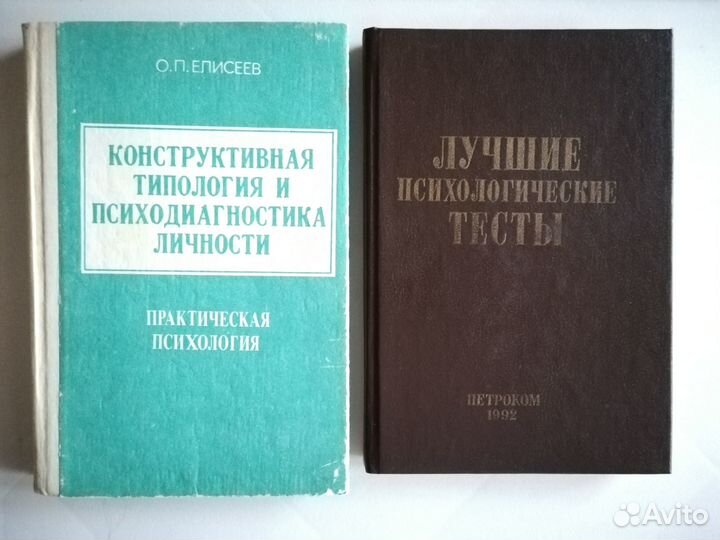 О.П.ЕЛИСЕЕВ
КОНСТРУКТИВНАЯ
ТИПОЛОГИЯ И
ПСИХОДИАГНОСТИКА
ЛИЧНОСТИ
ПРАКТИЧЕСКАЯ
ПСИХОЛОГИЯ
ЛУЧШИЕ
ПСИХОЛОГИЧЕСКИЕ
ТЕСТЫ
ПЕТРОКОМ
1992
Avito